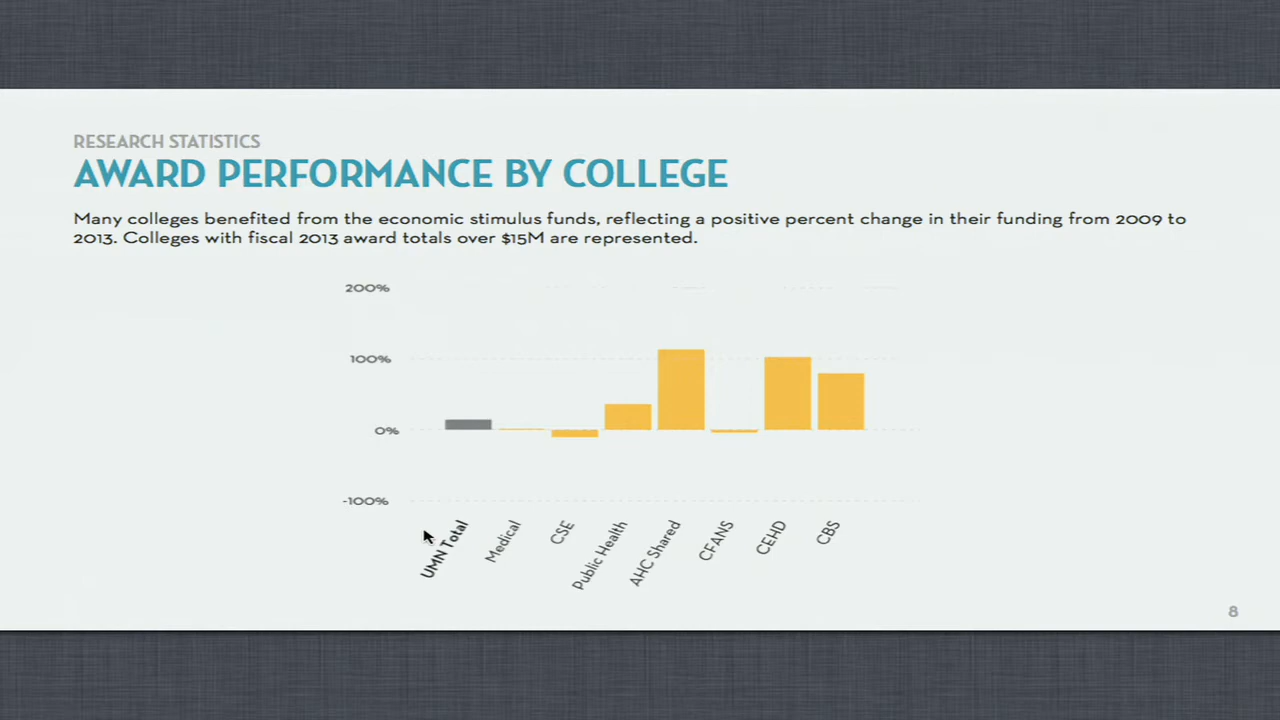 RESEARCH STATISTICS
AWARD PERFORMANCE BY COLLEGE
Many colleges benefited from the economic stimulus funds, reflecting a positive percent change in their funding from 2009 to
2013. Colleges with fiscal 2013 award totals over $15M are represented.
200%
100%
0%
-100%
UMN Total
Medical
CSE
Public Health
AHC Shared
CFANS
CEHD
CBS
8